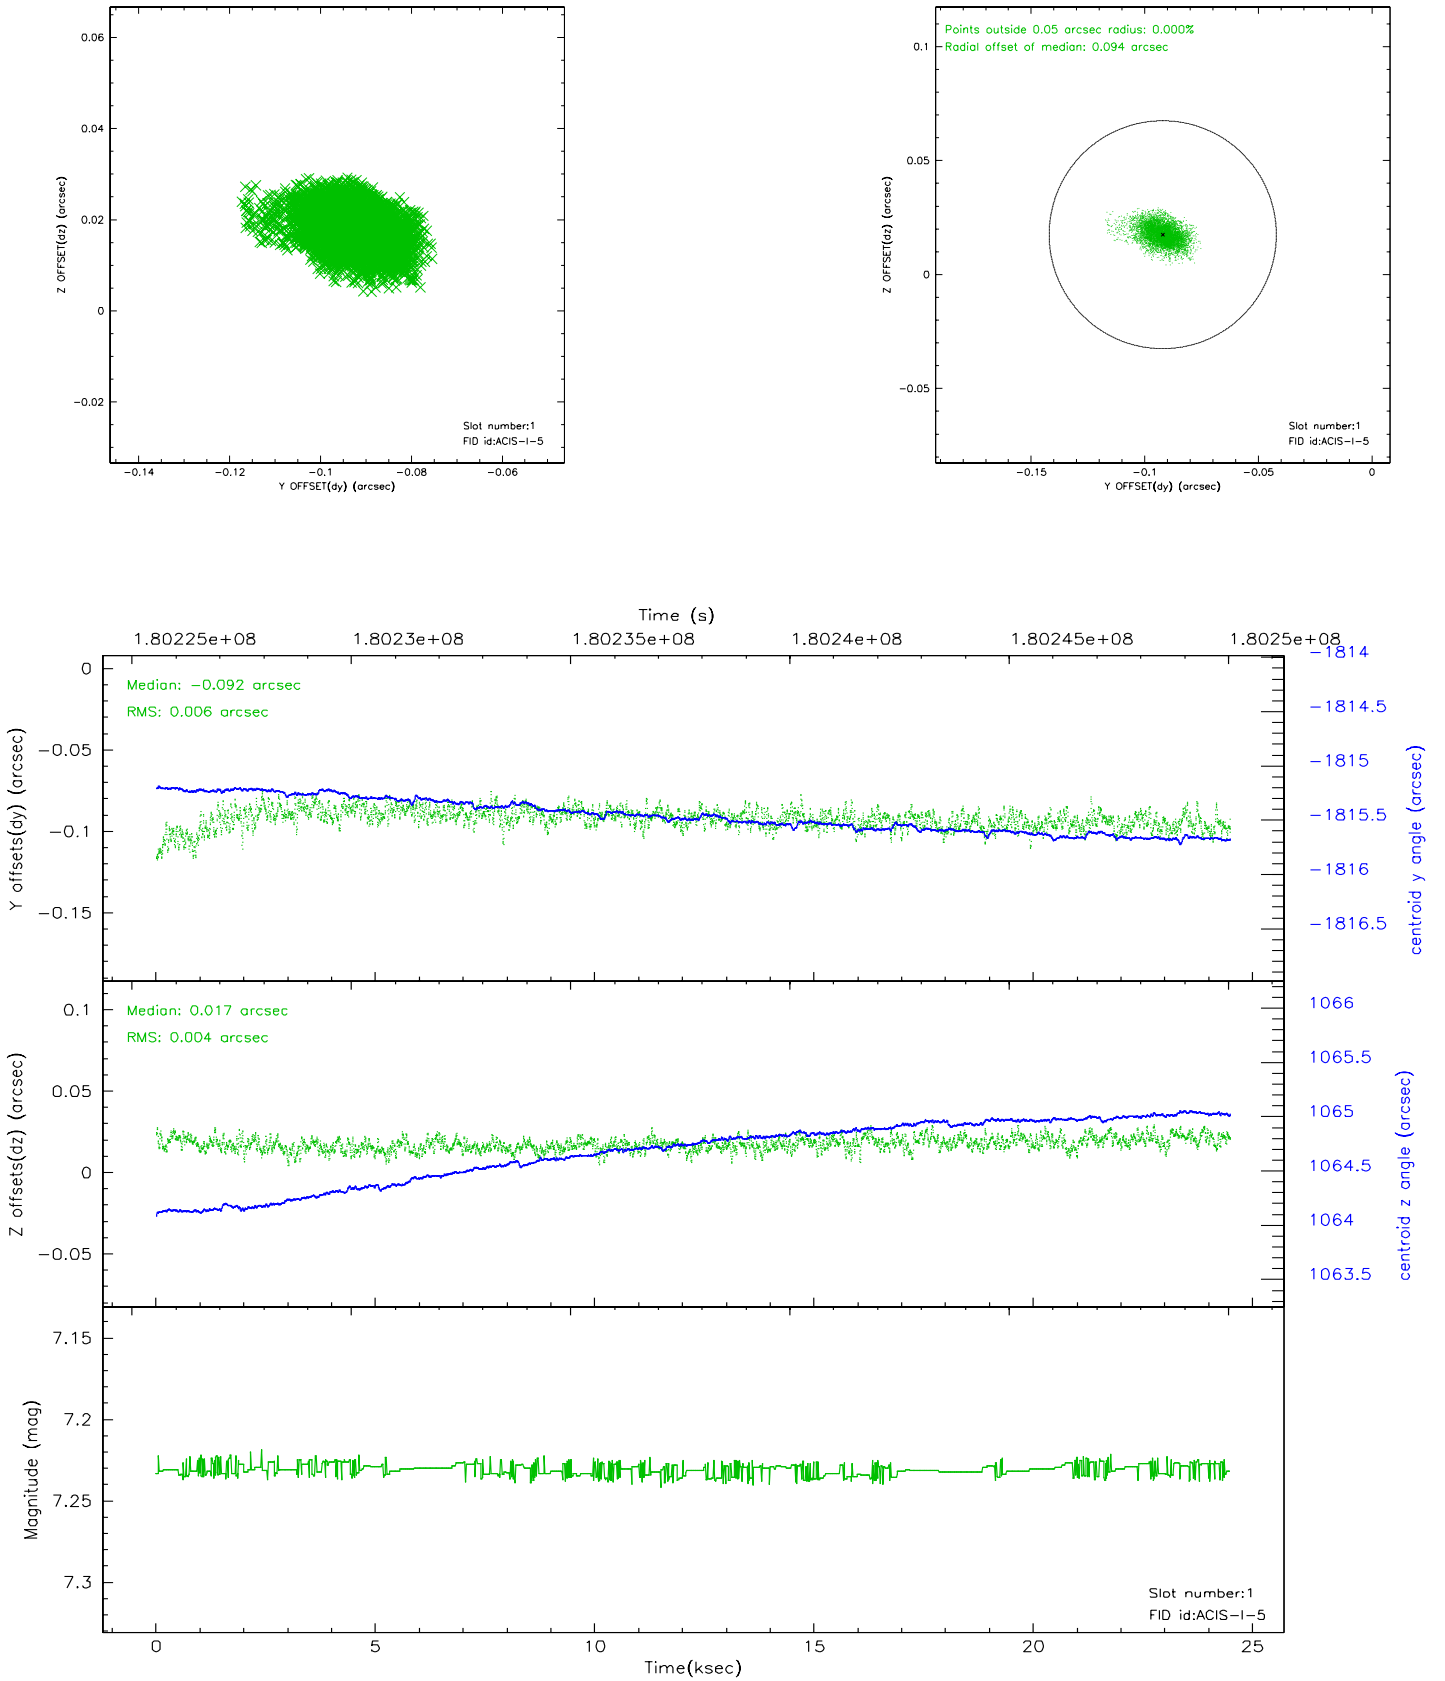 0.06
0.04
0.02
0
−0.02
Z OFFSET(dz) (arcsec)
Slot number:1
FID id:ACIS−I−5
−0.14 −0.12 −0.1 −0.08 −0.06
Y OFFSET(dy) (arcsec)
Points outside 0.05 arcsec radius: 0.000%
Radial offset of median: 0.094 arcsec
0.1
0.05
0
−0.05
Z OFFSET(dz) (arcsec)
Slot number:1
FID id:ACIS−I−5
−0.15 −0.1 −0.05 0
Y OFFSET(dy) (arcsec)
Time (s)
1.80225e+08 1.8023e+08 1.80235e+08 1.8024e+08 1.80245e+08 1.8025e+08
Median: −0.092 arcsec
RMS: 0.006 arcsec
0
−0.05
−0.1
−0.15
Y offsets(dy) (arcsec)
−1814
−1814.5
−1815
−1815.5
−1816
−1816.5
centroid y angle (arcsec)
Median: 0.017 arcsec
RMS: 0.004 arcsec
0.1
0.05
0
−0.05
Z offsets(dz) (arcsec)
1066
1065.5
1065
1064.5
1064
1063.5
centroid z angle (arcsec)
7.15
7.2
7.25
7.3
Magnitude (mag)
Slot number:1
FID id:ACIS−I−5
0 5 10 15 20 25
Time(ksec)